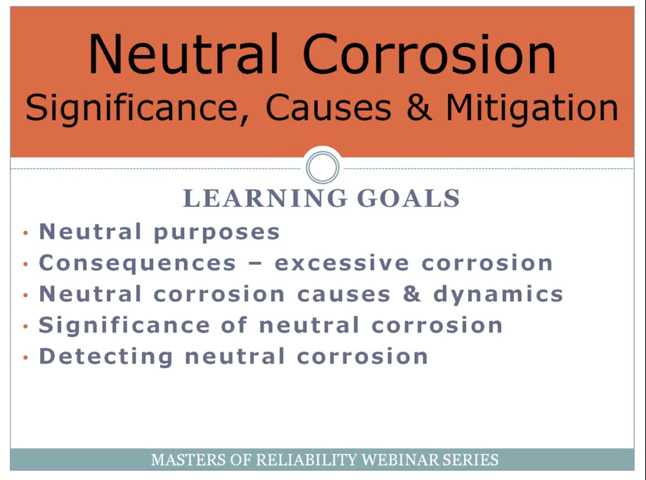 Neutral Corrosion
Significance, Causes & Mitigation
LEARNING GOALS
• Neutral purposes
• Consequences – excessive corrosion
• Neutral corrosion causes & dynamics
• Significance of neutral corrosion
• Detecting neutral corrosion
MASTERS OF RELIABILITY WEBINAR SERIES